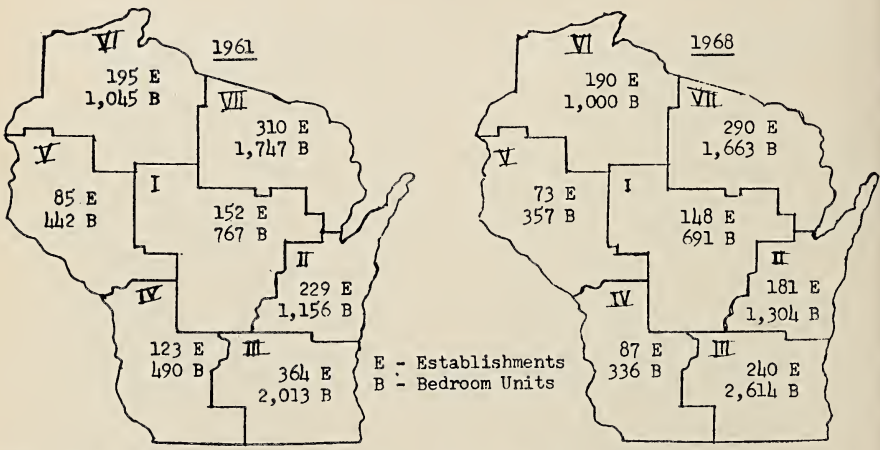 1961
VI
195 E
1,045 B
VII
310 E
1,747 B
V
85 E
442 B
I
152 E
767 B
II
229 E
1,156 B
IV
123 E
490 B
III
364 E
2,013 B
E - Establishments
B - Bedroom Units
1968
VI
190 E
1,000 B
VII
290 E
1,663 B
V
73 E
357 B
I
148 E
691 B
II
181 E
1,304 B
IV
87 E
336 B
III
240 E
2,614 B